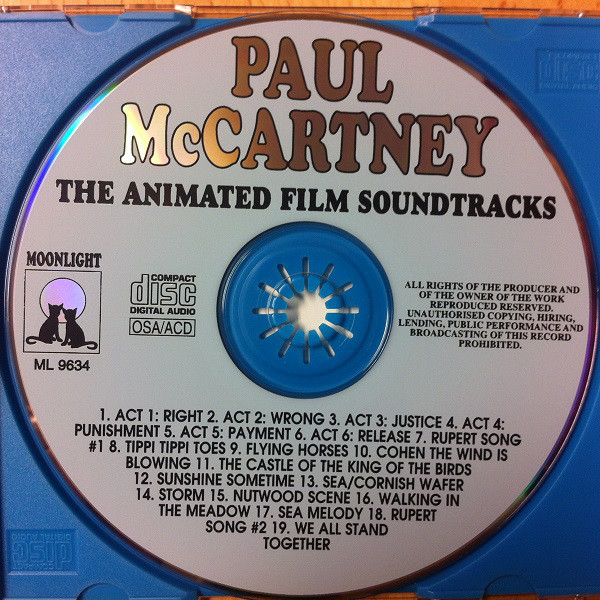 PAUL
McCARTNEY
THE ANIMATED FILM SOUNDTRACKS
MOONLIGHT
ML 9634
COMPACT
disc
DIGITAL AUDIO
OSA/ACD
ALL RIGHTS OF THE PRODUCER AND
OF THE OWNER OF THE WORK
REPRODUCED RESERVED.
UNAUTHORISED COPYING, HIRING,
LENDING, PUBLIC PERFORMANCE AND
BROADCASTING OF THIS RECORD
PROHIBITED.
1. ACT 1: RIGHT 2. ACT 2: WRONG 3. ACT 3: JUSTICE 4. ACT 4:
PUNISHMENT 5. ACT 5: PAYMENT 6. ACT 6: RELEASE 7. RUPERT SONG
#1 8. TIPPI TIPPI TOES 9. FLYING HORSES 10. COHEN THE WIND IS
BLOWING 11. THE CASTLE OF THE KING OF THE BIRDS
12. SUNSHINE SOMETIME 13. SEA/CORNISH WAFER
14. STORM 15. NUTWOOD SCENE 16. WALKING IN
THE MEADOW 17. SEA MELODY 18. RUPERT
SONG #2 19. WE ALL STAND
TOGETHER